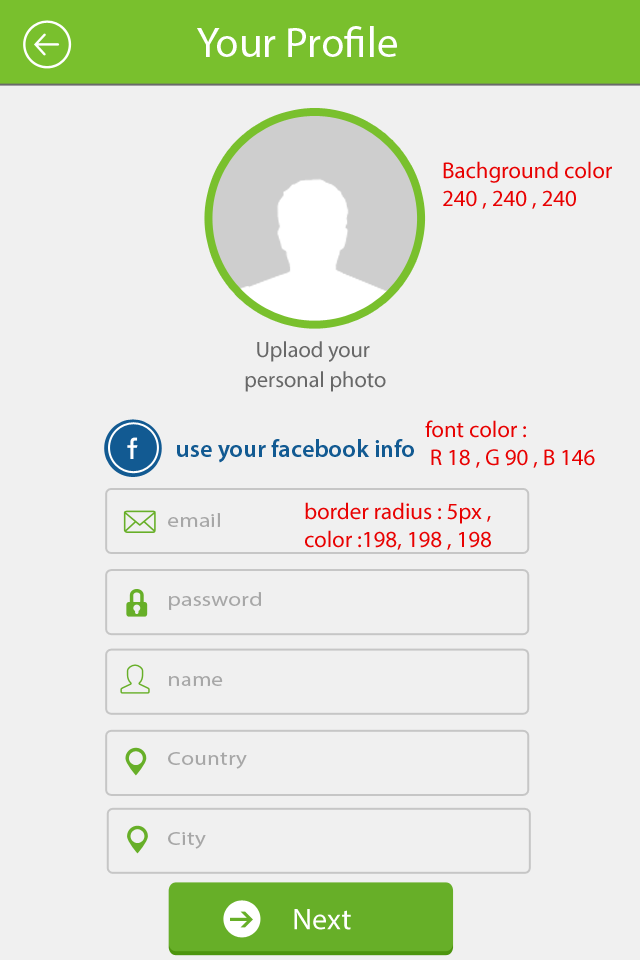 Your Profile
Bachground color
240 , 240 , 240
Uplaod your
personal photo
f use your facebook info
font color :
R 18 , G 90 , B 146
email
border radius : 5px ,
color :198, 198 , 198
password
name
Country
City
Next